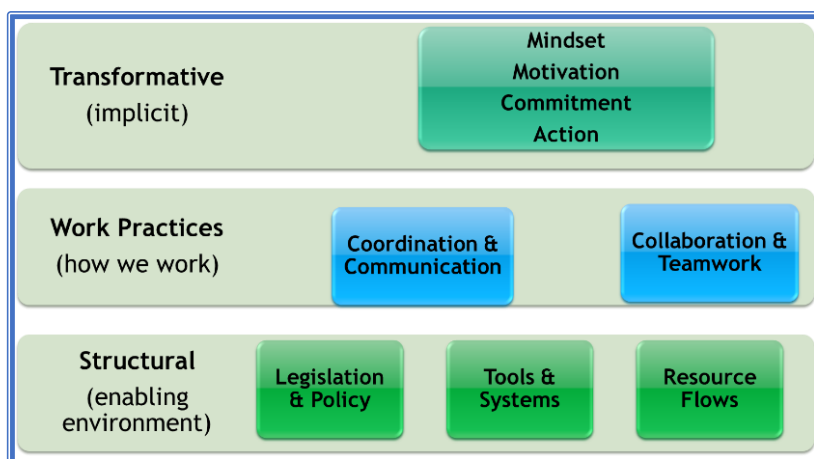 Transformative
(implicit)
Mindset
Motivation
Commitment
Action
Work Practices
(how we work)
Coordination &
Communication
Collaboration &
Teamwork
Structural
(enabling
environment)
Legislation
& Policy
Tools &
Systems
Resource
Flows